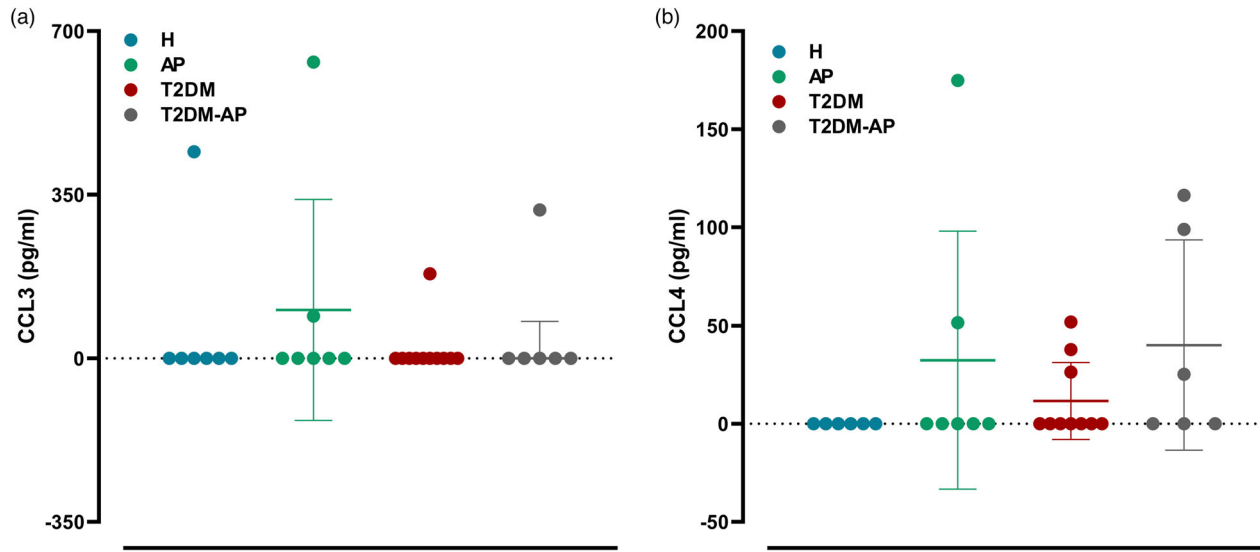 (a)
700
350
0
-350
CCL3 (pg/ml)
H
AP
T2DM
T2DM-AP
(b)
200
150
100
50
0
-50
CCL4 (pg/ml)
H
AP
T2DM
T2DM-AP